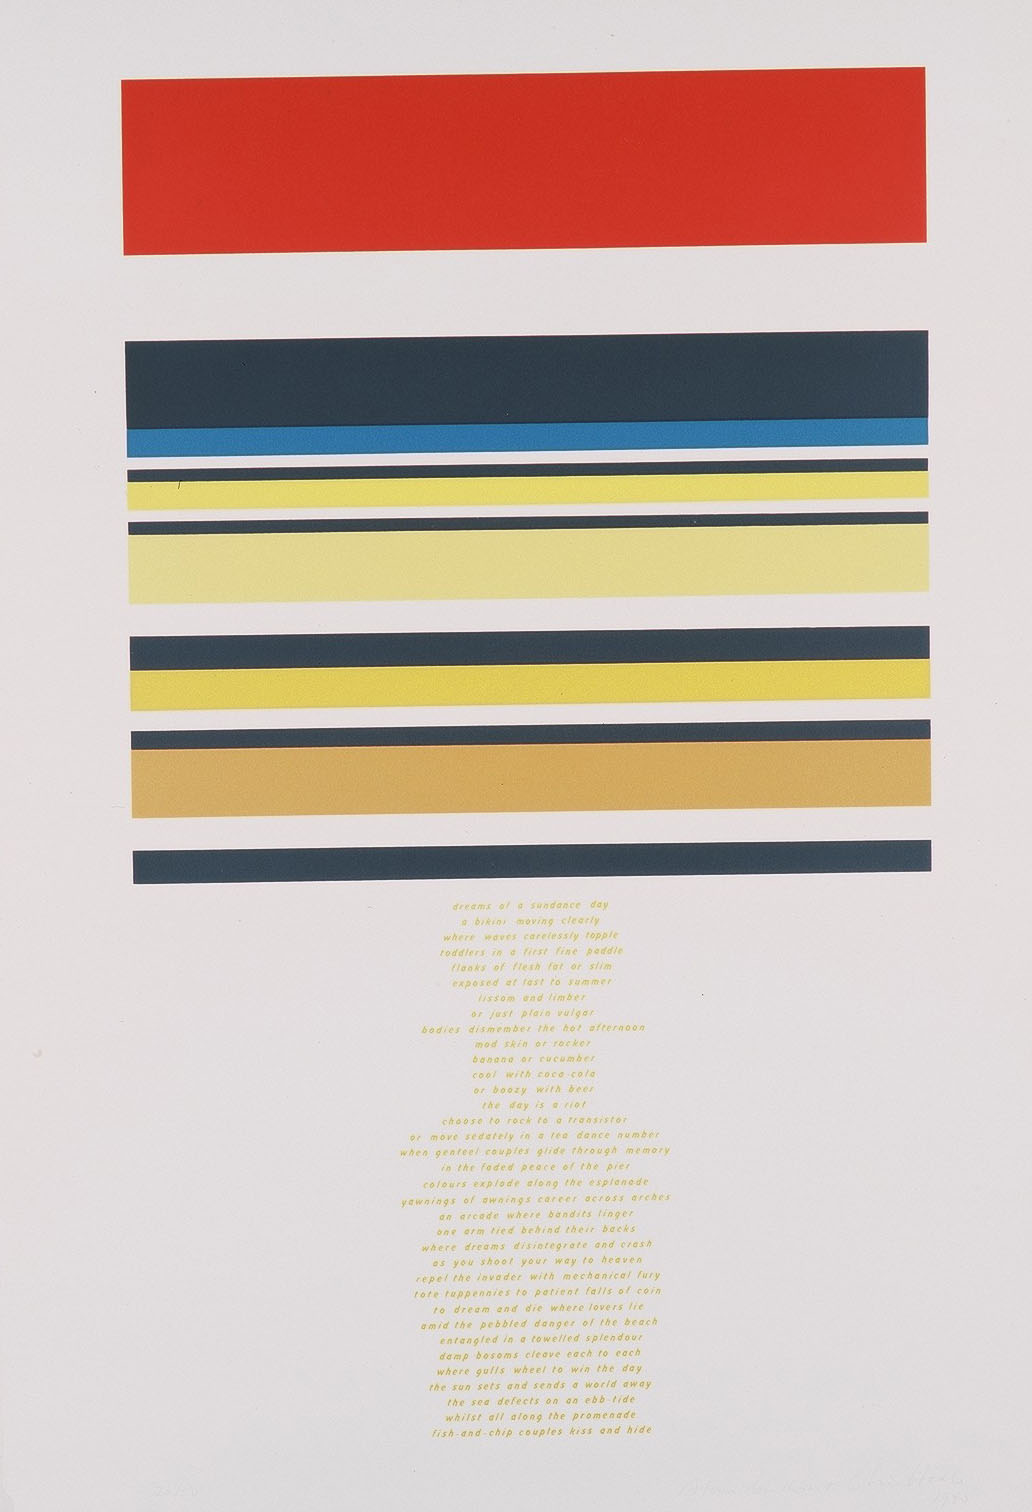 dreams of a sundance day
a bikini moving clearly
where waves carelessly topple
toddlers in a first fine paddle
flanks of flesh fat or slim
exposed at last to summer
lissom and limber
or just plain vulgar
bodies dismember the hot afternoon
mod skin or rocker
banana or cucumber
cool with coca-cola
or boozy with beer
the day is a riot
choose to rock to a transistor
or move sedately in a tea dance number
when genteel couples glide through memory
in the faded peace of the pier
colours explode along the esplanade
yawnings of awnings career across arches
an arcade where bandits linger
one arm tied behind their backs
where dreams disintegrate and crash
as you shoot your way to heaven
repel the invader with mechanical fury
tote tuppennies to patient falls of coin
to dream and die where lovers lie
amid the pebbled danger of the beach
entangled in a towelled splendour
damp bosoms cleave each to each
where gulls wheel to win the day
the sun sets and sends a world away
the sea defects on an ebb-tide
whilst all along the promenade
fish-and-chip couples kiss and hide